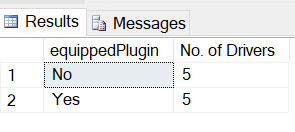 Results Messages
equippedPlugin No. of Drivers
1 No 5
2 Yes 5